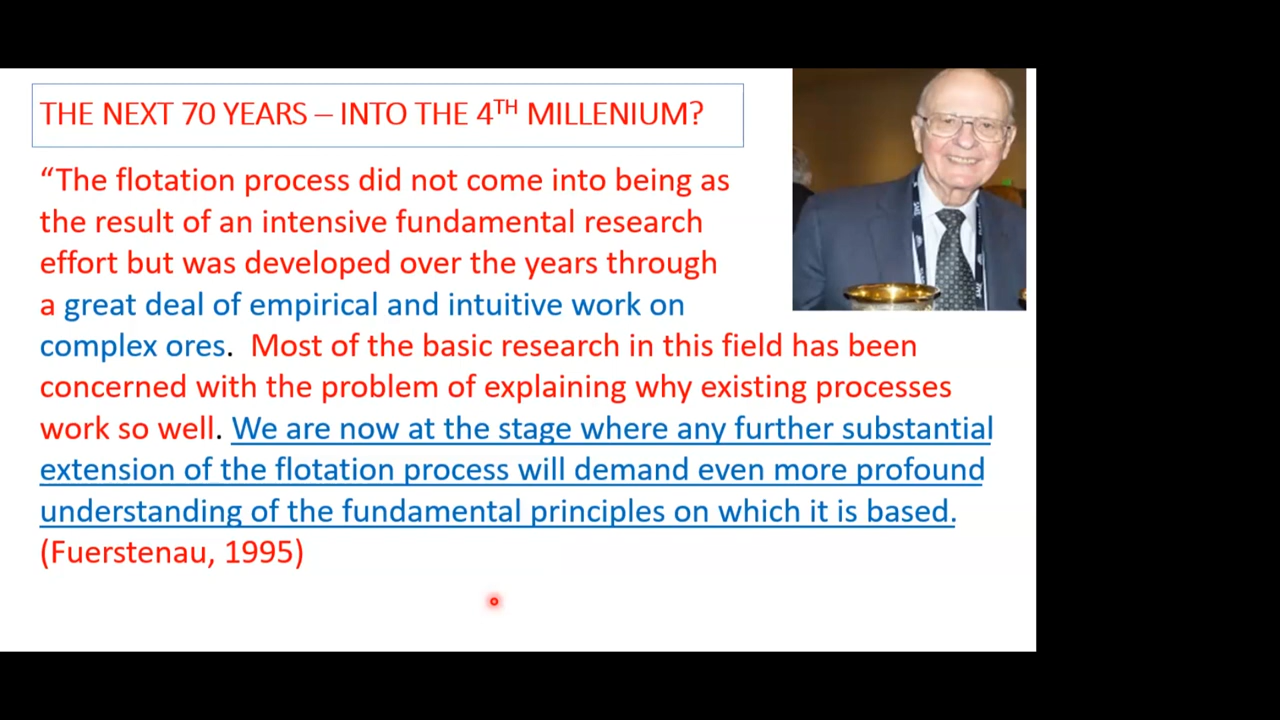 THE NEXT 70 YEARS – INTO THE 4TH MILLENIUM?
“The flotation process did not come into being as
the result of an intensive fundamental research
effort but was developed over the years through
a great deal of empirical and intuitive work on
complex ores.  Most of the basic research in this field has been
concerned with the problem of explaining why existing processes
work so well. We are now at the stage where any further substantial
extension of the flotation process will demand even more profound
understanding of the fundamental principles on which it is based.
(Fuerstenau, 1995)